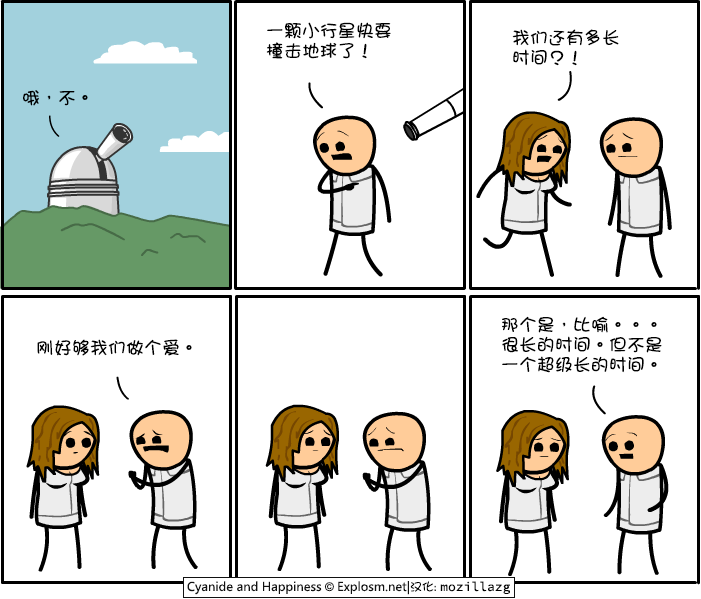 哦，不。
一颗小行星快要
撞击地球了！
我们还有多长
时间？！
刚好够我们做个爱。
那个是，比喻。。。
很长的时间。但不是
一个超级长的时间。
Cyanide and Happiness © Explosm.net|汉化: mozillazg